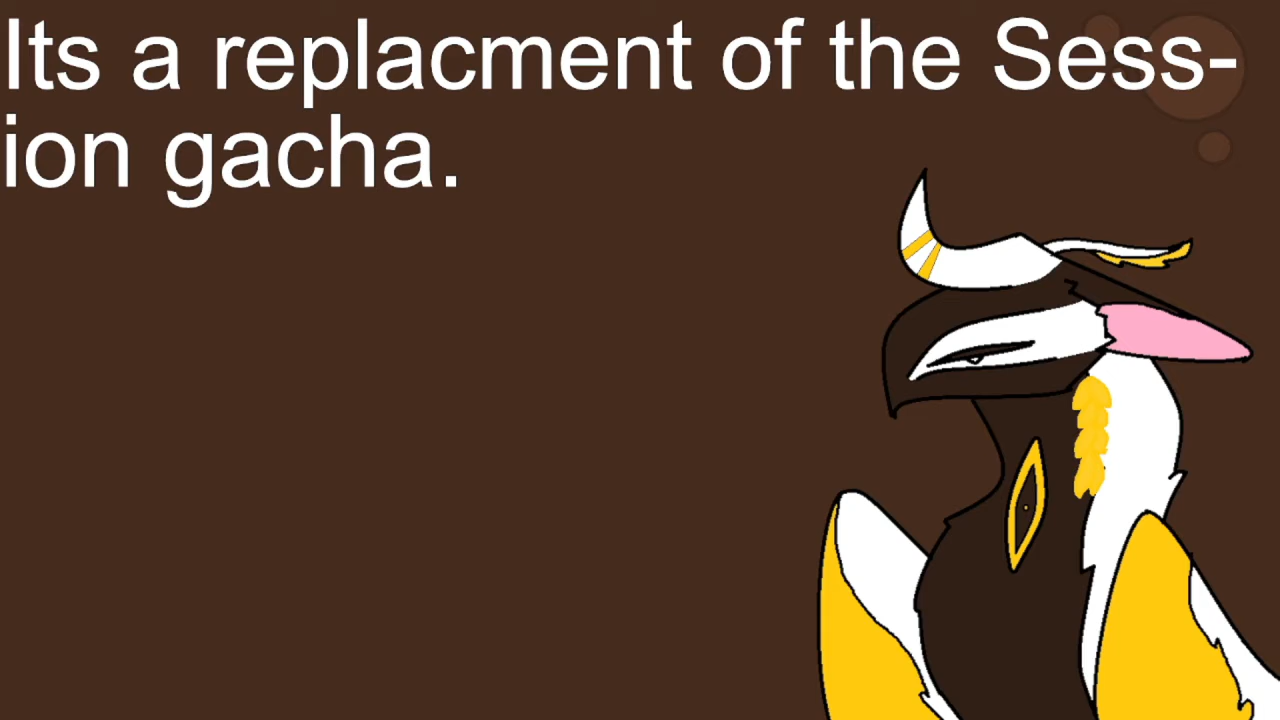 Its a replacment of the Sess-
ion gacha.